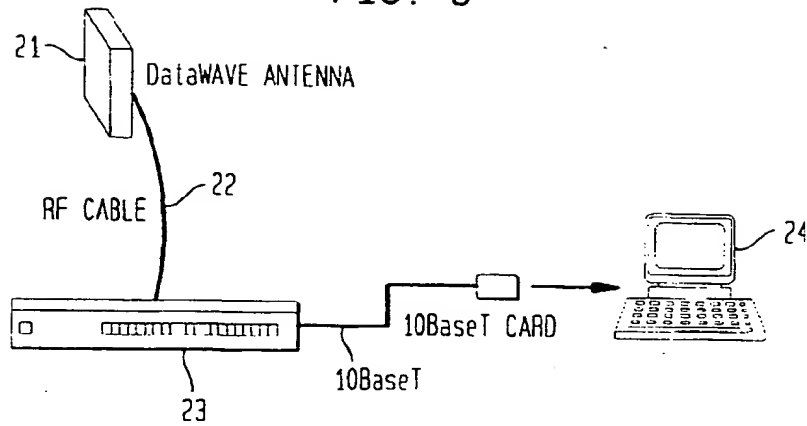 21
DataWAVE ANTENNA
22
RF CABLE
24
10BaseT CARD
10BaseT
23